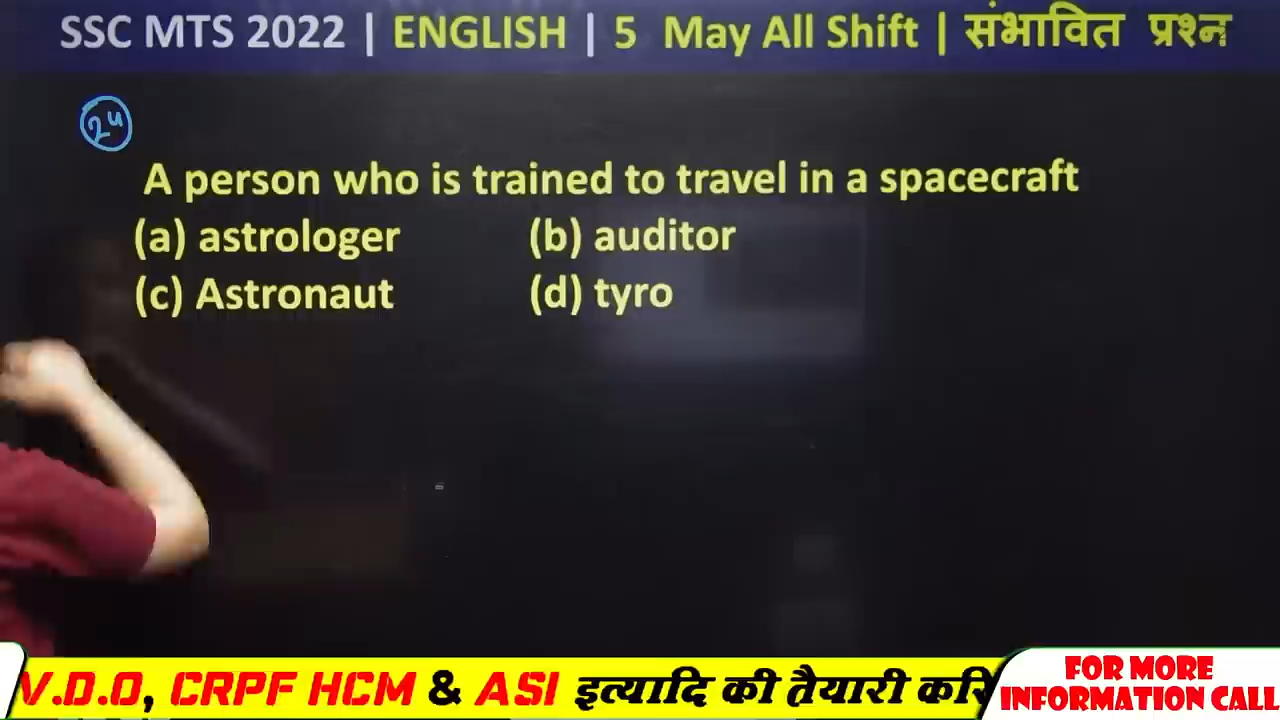 SSC MTS 2022 | ENGLISH | 5 May All Shift | संभावित प्रश्न
24
A person who is trained to travel in a spacecraft
(a) astrologer (b) auditor
(c) Astronaut (d) tyro
V.D.O, CRPF HCM & ASI इत्यादि की तैयारी
FOR MORE
INFORMATION CALL